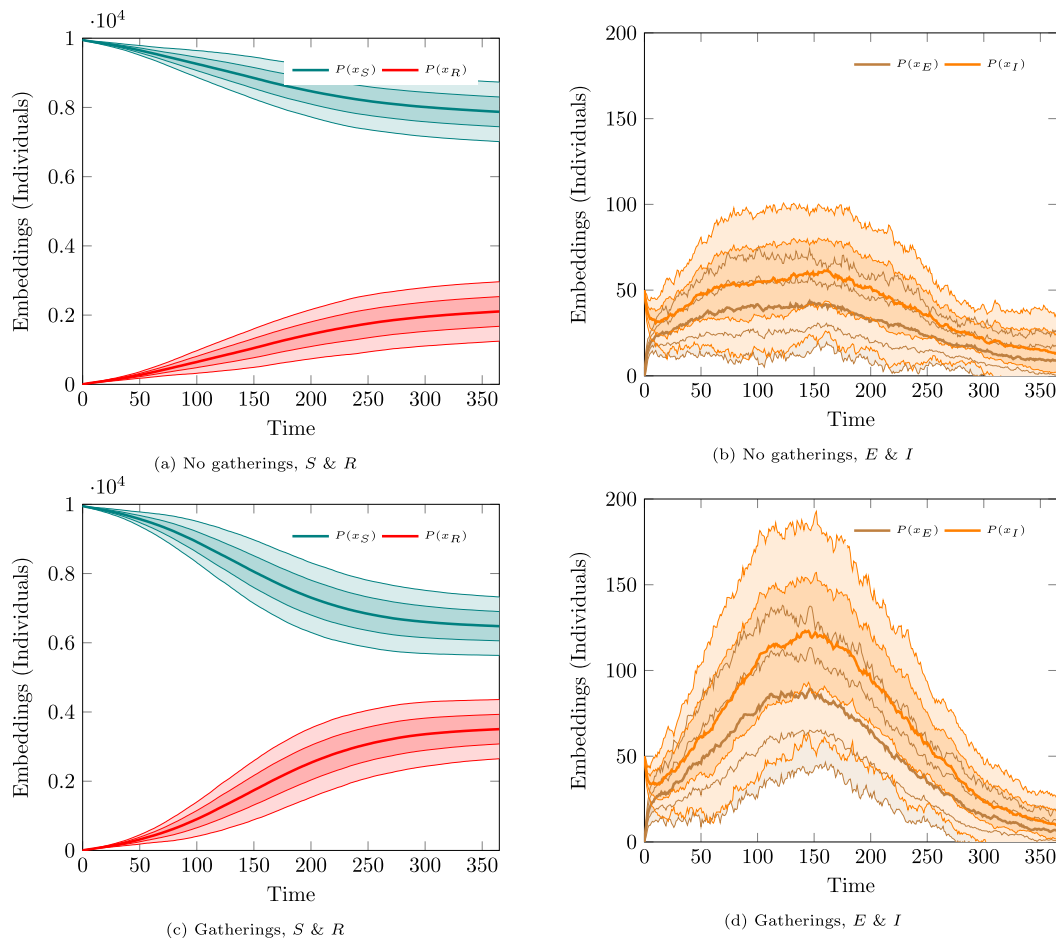 ·10⁴
1
0.8
0.6
0.4
0.2
0
0 50 100 150 200 250 300 350
Embeddings (Individuals)
Time
P(x_S) P(x_R)
(a) No gatherings, S & R
200
150
100
50
0
0 50 100 150 200 250 300 350
Embeddings (Individuals)
Time
P(x_E) P(x_I)
(b) No gatherings, E & I
·10⁴
1
0.8
0.6
0.4
0.2
0
0 50 100 150 200 250 300 350
Embeddings (Individuals)
Time
P(x_S) P(x_R)
(c) Gatherings, S & R
200
150
100
50
0
0 50 100 150 200 250 300 350
Embeddings (Individuals)
Time
P(x_E) P(x_I)
(d) Gatherings, E & I